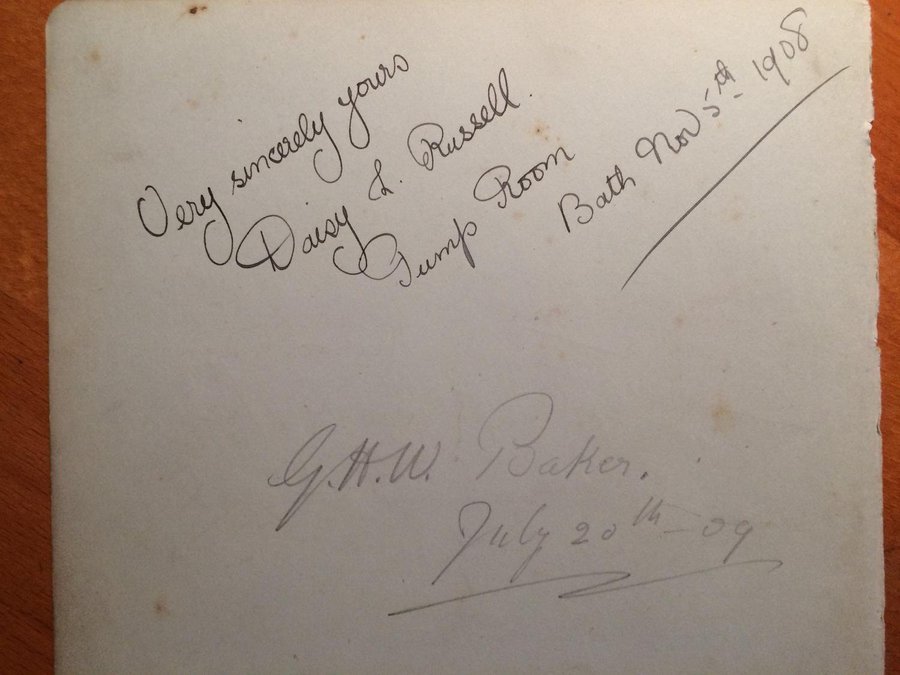 Very sincerely yours
Daisy L. Russell.
Pump Room
Bath Nov 5th 1908
G.H.W. Baker.
July 20th - 09